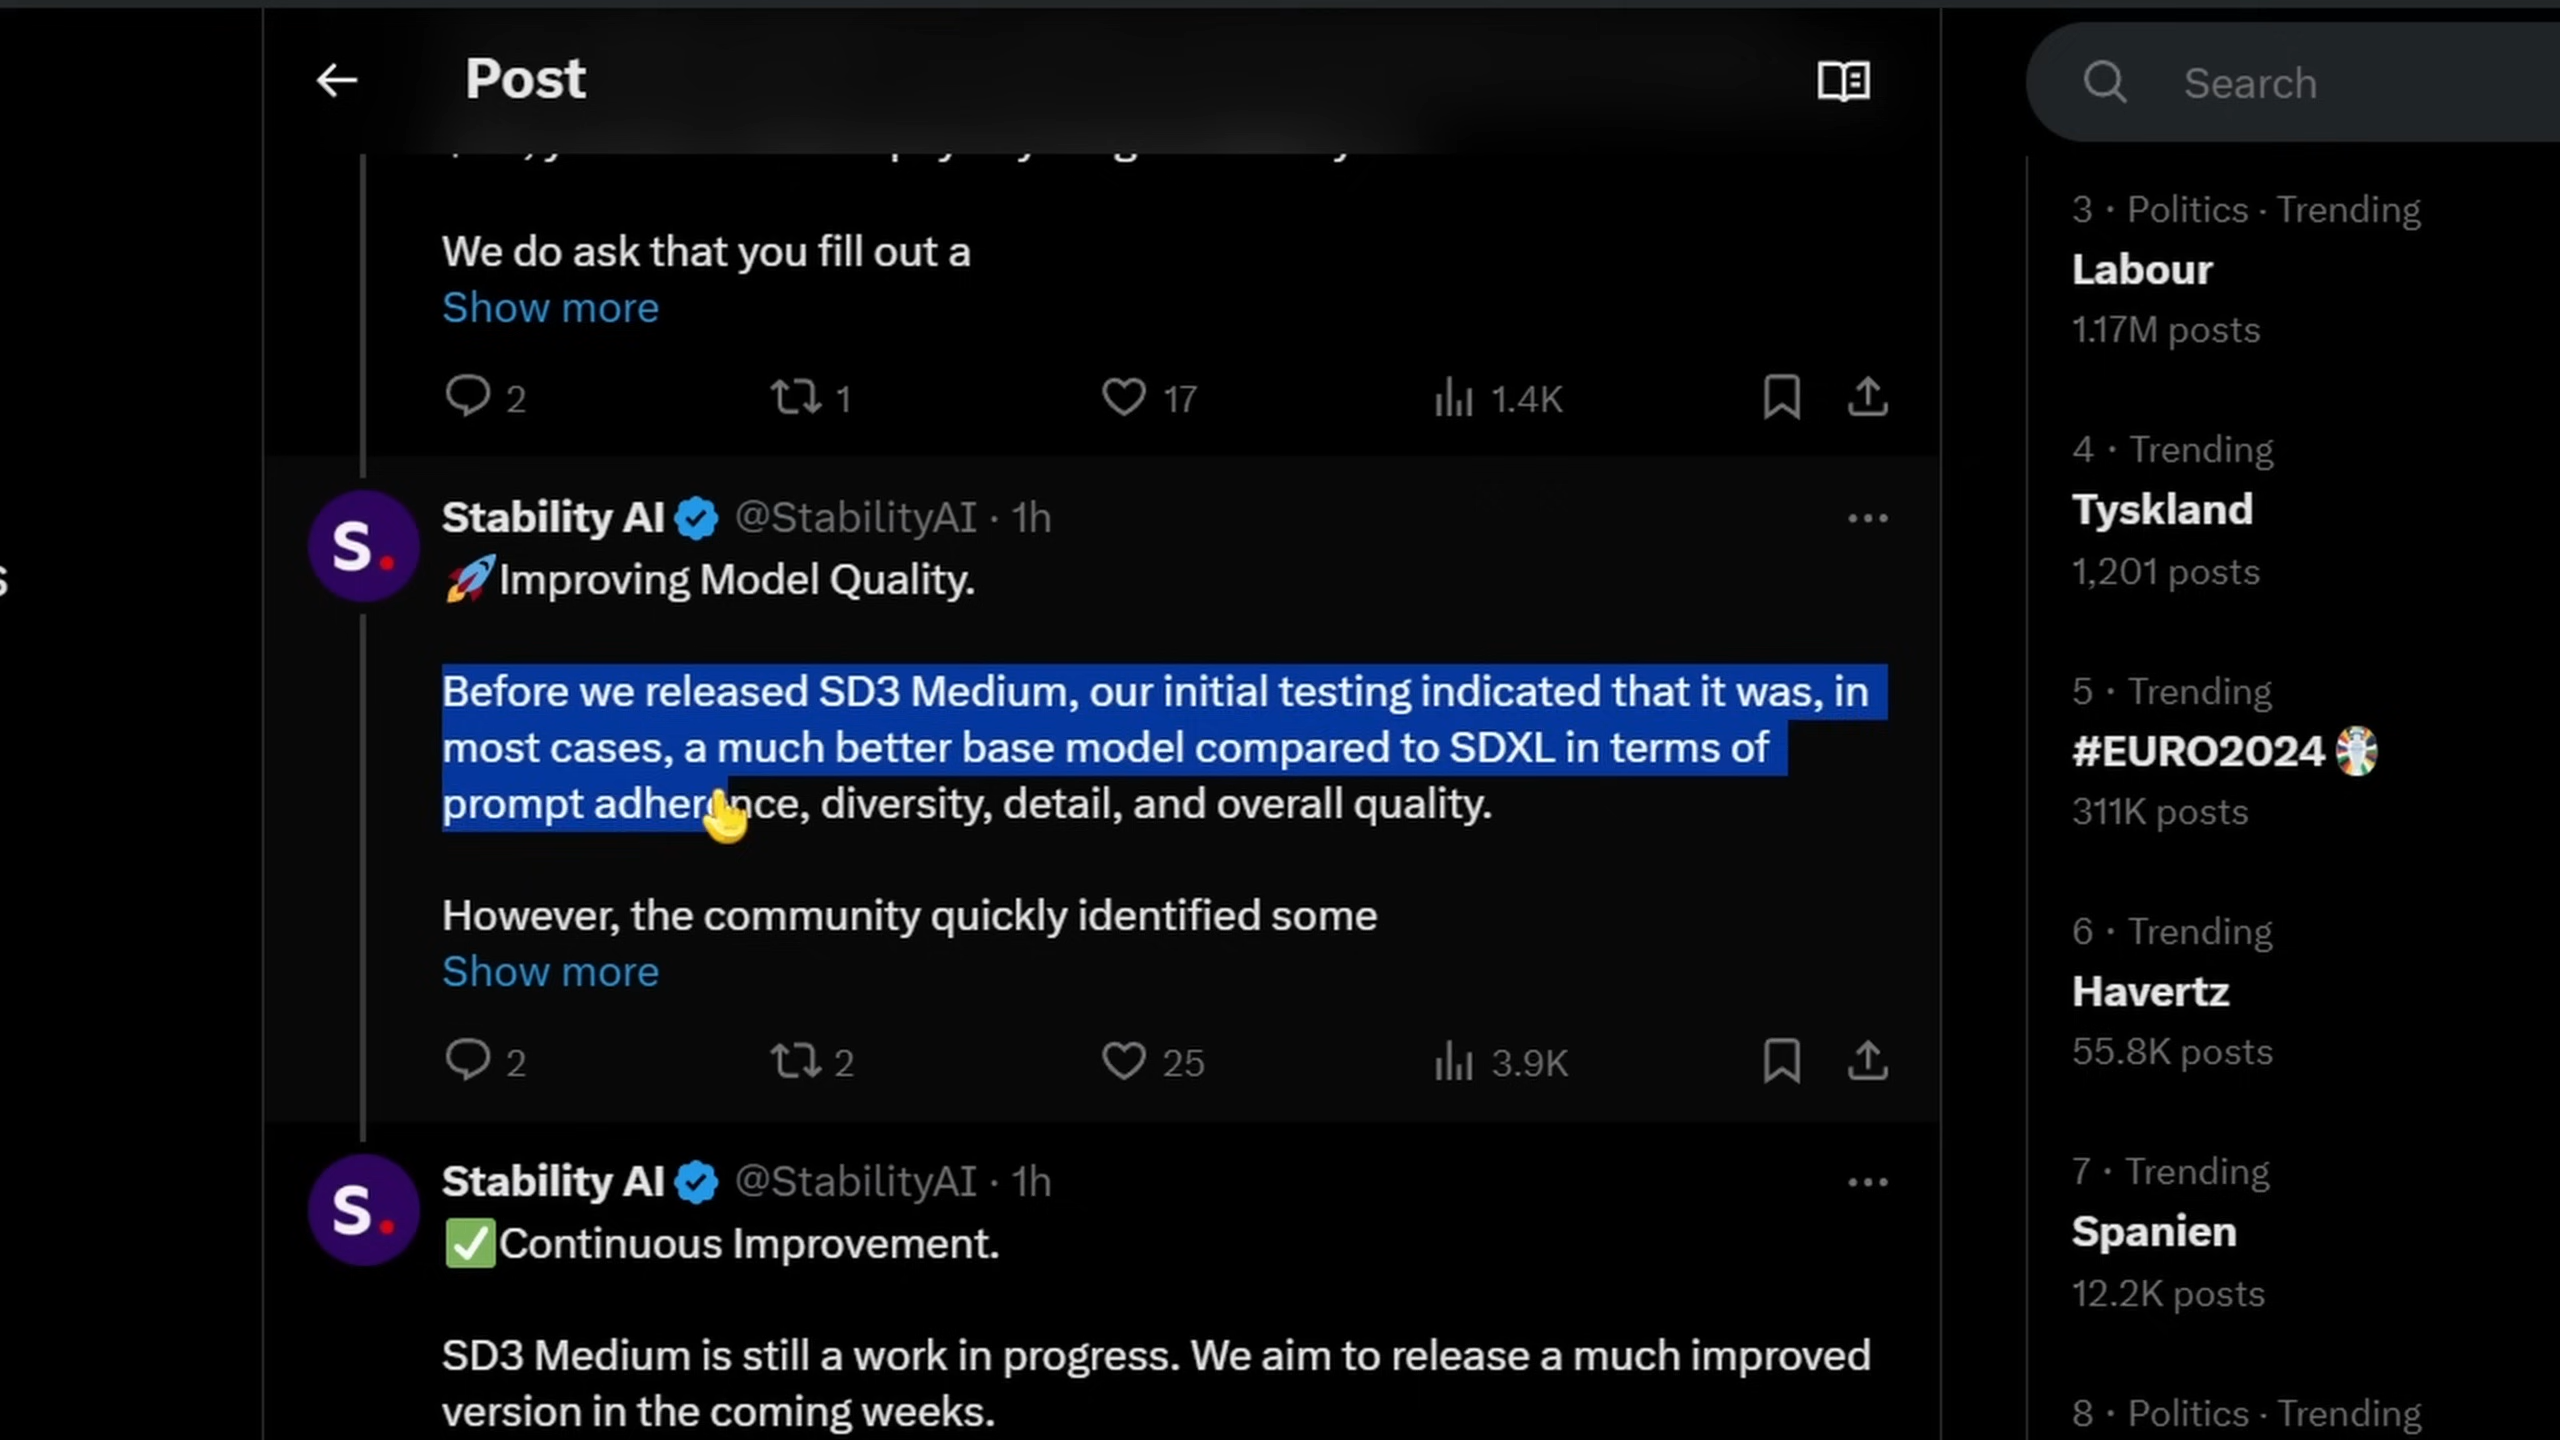 Post
Search
We do ask that you fill out a
Show more
2
1
17
1.4K
Stability AI @StabilityAI · 1h
🚀Improving Model Quality.
Before we released SD3 Medium, our initial testing indicated that it was, in
most cases, a much better base model compared to SDXL in terms of
prompt adherence, diversity, detail, and overall quality.
However, the community quickly identified some
Show more
2
2
25
3.9K
Stability AI @StabilityAI · 1h
✅Continuous Improvement.
SD3 Medium is still a work in progress. We aim to release a much improved
version in the coming weeks.
3 · Politics · Trending
Labour
1.17M posts
4 · Trending
Tyskland
1,201 posts
5 · Trending
#EURO2024
311K posts
6 · Trending
Havertz
55.8K posts
7 · Trending
Spanien
12.2K posts
8 · Politics · Trending